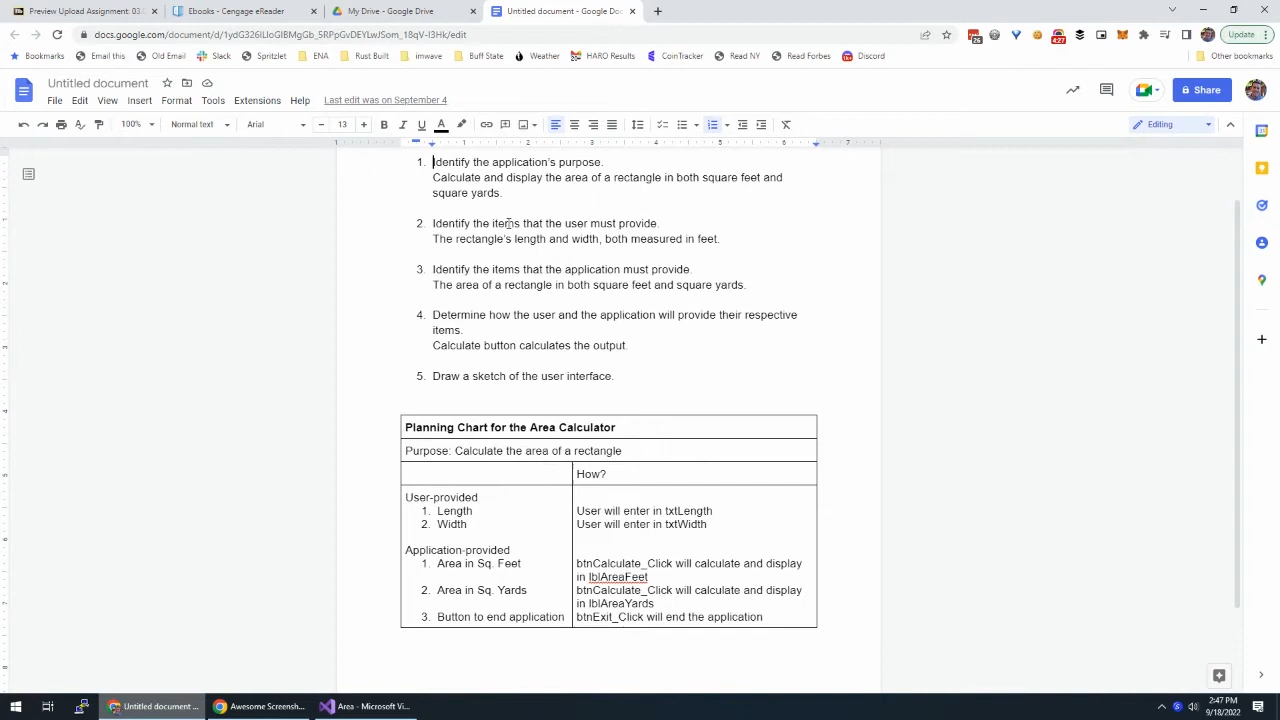 Preview Upload Assignment: 03.
Ebooks - Cengage eReader
My Drive - Google Drive
Untitled document - Google Doc
docs.google.com/document/d/
/edit
Update
Bookmarks
Email this
Old Email
Slack
Spritzlet
ENA
Rust Built
imwave
Buff State
Weather
HARO Results
CoinTracker
Read NY
Read Forbes
Discord
Other bookmarks
26
4:27
Untitled document
File Edit View Insert Format Tools Extensions Help
Last edit was on September 4
Share
100%
Normal text
Arial
13
Editing
1 2 3 4 5 6 7
1. Identify the application's purpose.
Calculate and display the area of a rectangle in both square feet and
square yards.
2. Identify the items that the user must provide.
The rectangle's length and width, both measured in feet.
3. Identify the items that the application must provide.
The area of a rectangle in both square feet and square yards.
4. Determine how the user and the application will provide their respective
items.
Calculate button calculates the output.
5. Draw a sketch of the user interface.
Planning Chart for the Area Calculator
Purpose: Calculate the area of a rectangle
How?
User-provided
1. Length
User will enter in txtLength
2. Width
User will enter in txtWidth
Application-provided
1. Area in Sq. Feet
btnCalculate_Click will calculate and display
in lblAreaFeet
2. Area in Sq. Yards
btnCalculate_Click will calculate and display
in lblAreaYards
3. Button to end application
btnExit_Click will end the application
Untitled document ...
Awesome Screensh...
Area - Microsoft Vi...
2:47 PM
9/18/2022